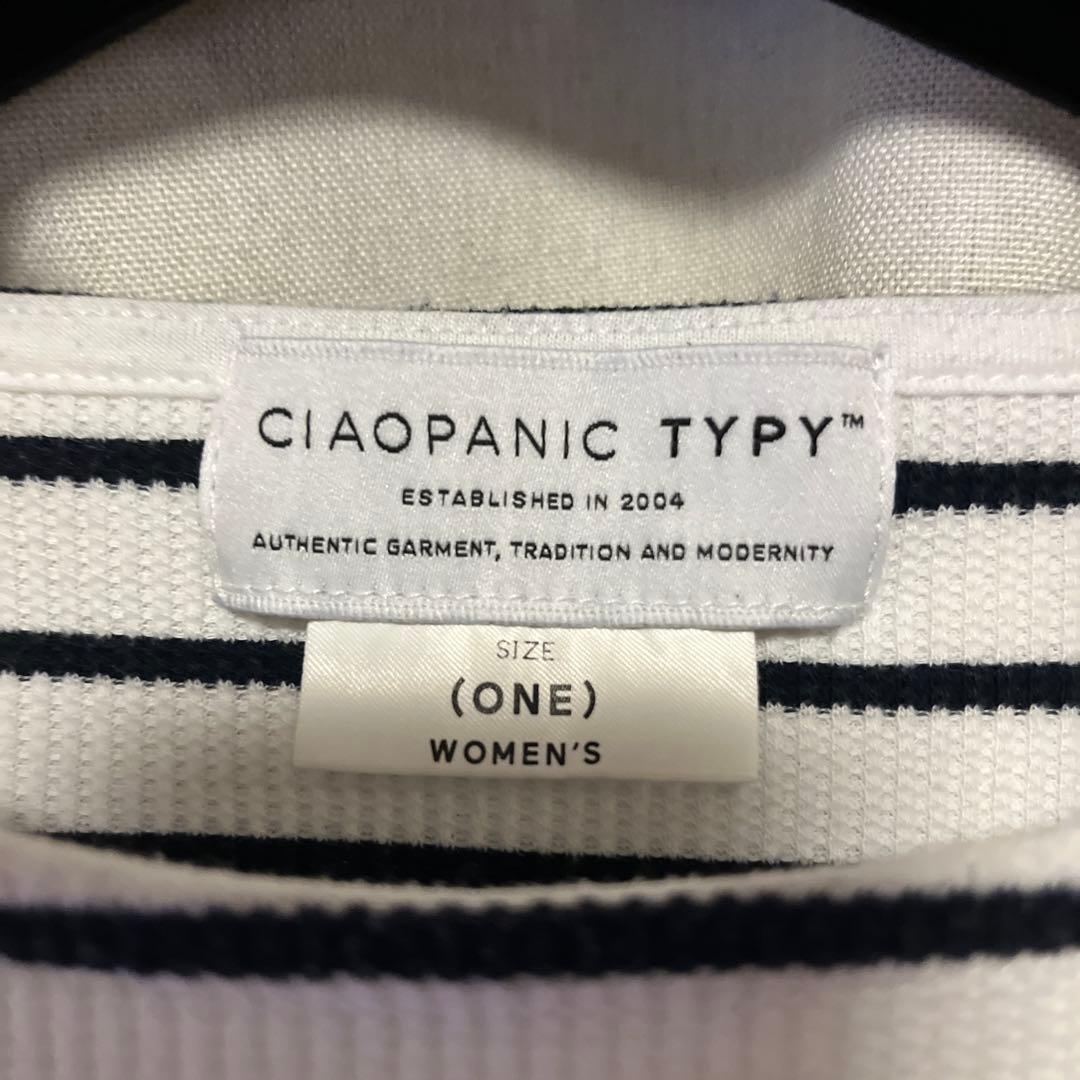 CIAOPANIC TYPY™
ESTABLISHED IN 2004
AUTHENTIC GARMENT, TRADITION AND MODERNITY
SIZE
(ONE)
WOMEN'S